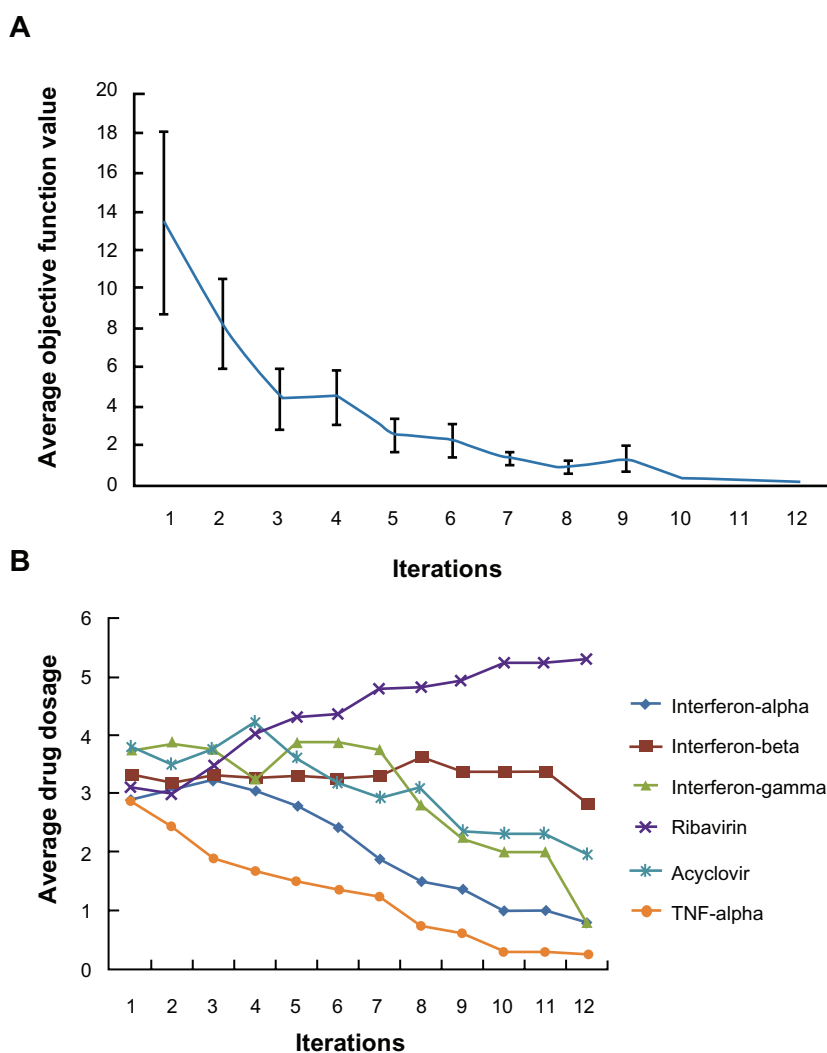 A
Average objective function value
20
18
16
14
12
10
8
6
4
2
0
1 2 3 4 5 6 7 8 9 10 11 12
Iterations
B
Average drug dosage
6
5
4
3
2
1
0
1 2 3 4 5 6 7 8 9 10 11 12
Iterations
Interferon-alpha
Interferon-beta
Interferon-gamma
Ribavirin
Acyclovir
TNF-alpha